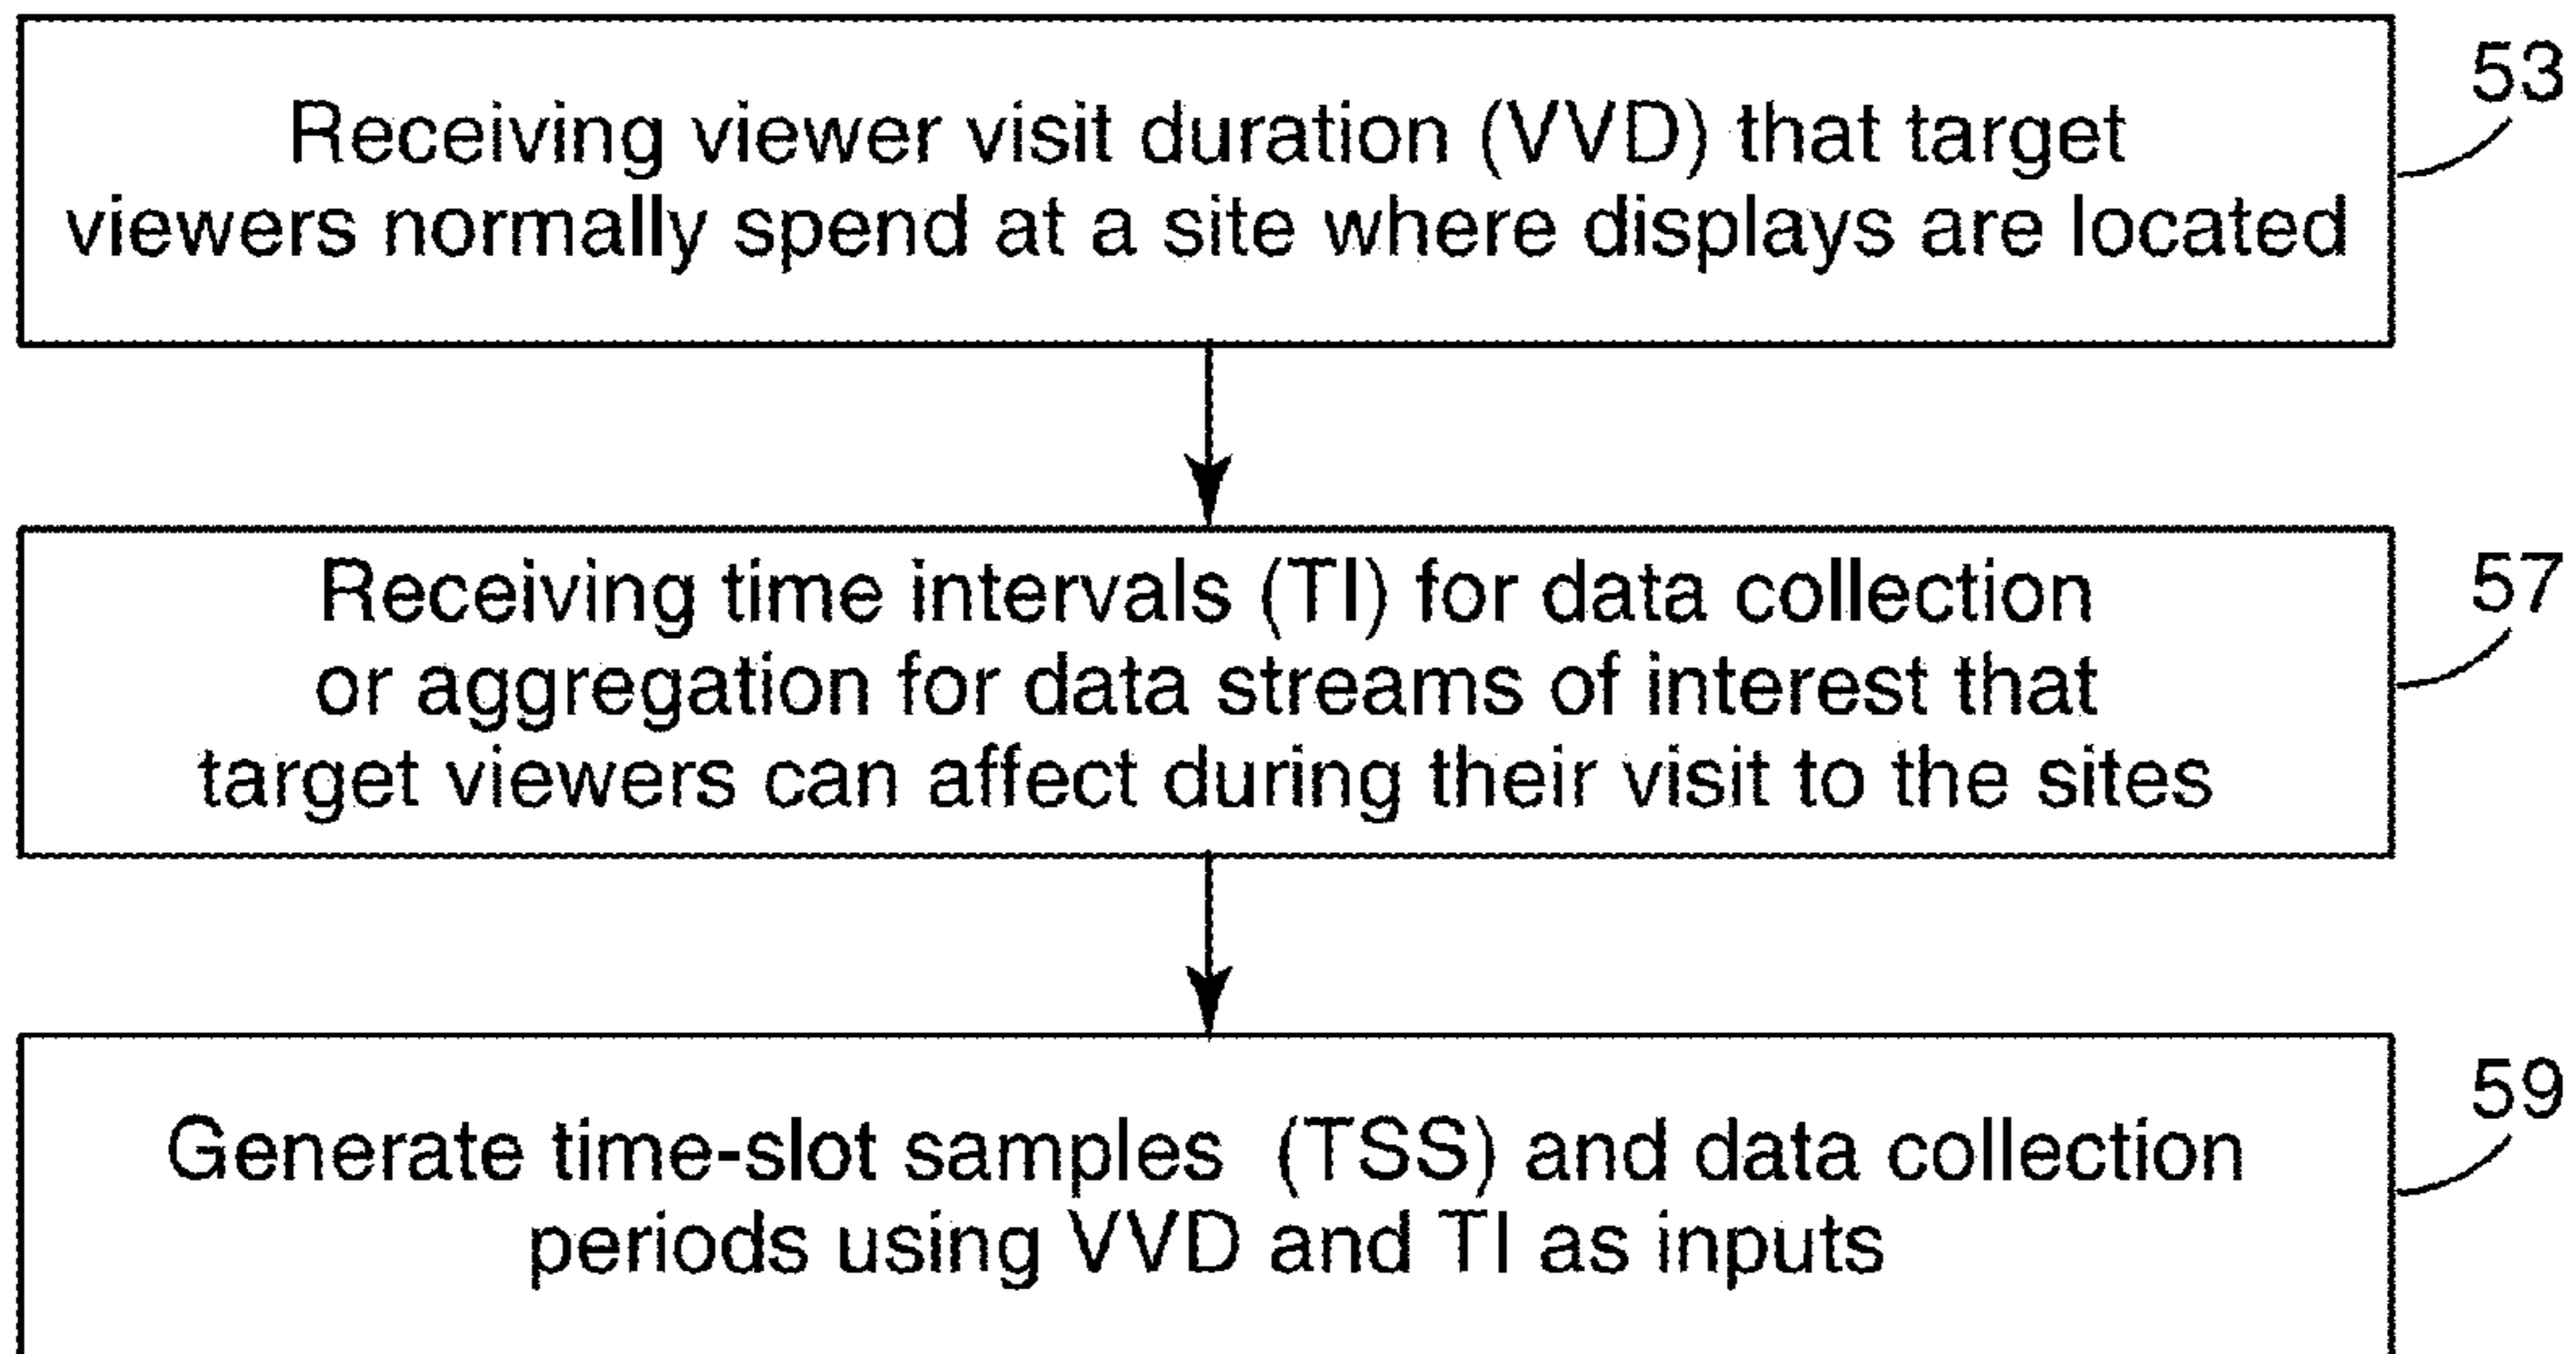 Receiving viewer visit duration (VVD) that target
viewers normally spend at a site where displays are located
53
Receiving time intervals (TI) for data collection
or aggregation for data streams of interest that
target viewers can affect during their visit to the sites
57
Generate time-slot samples (TSS) and data collection
periods using VVD and TI as inputs
59